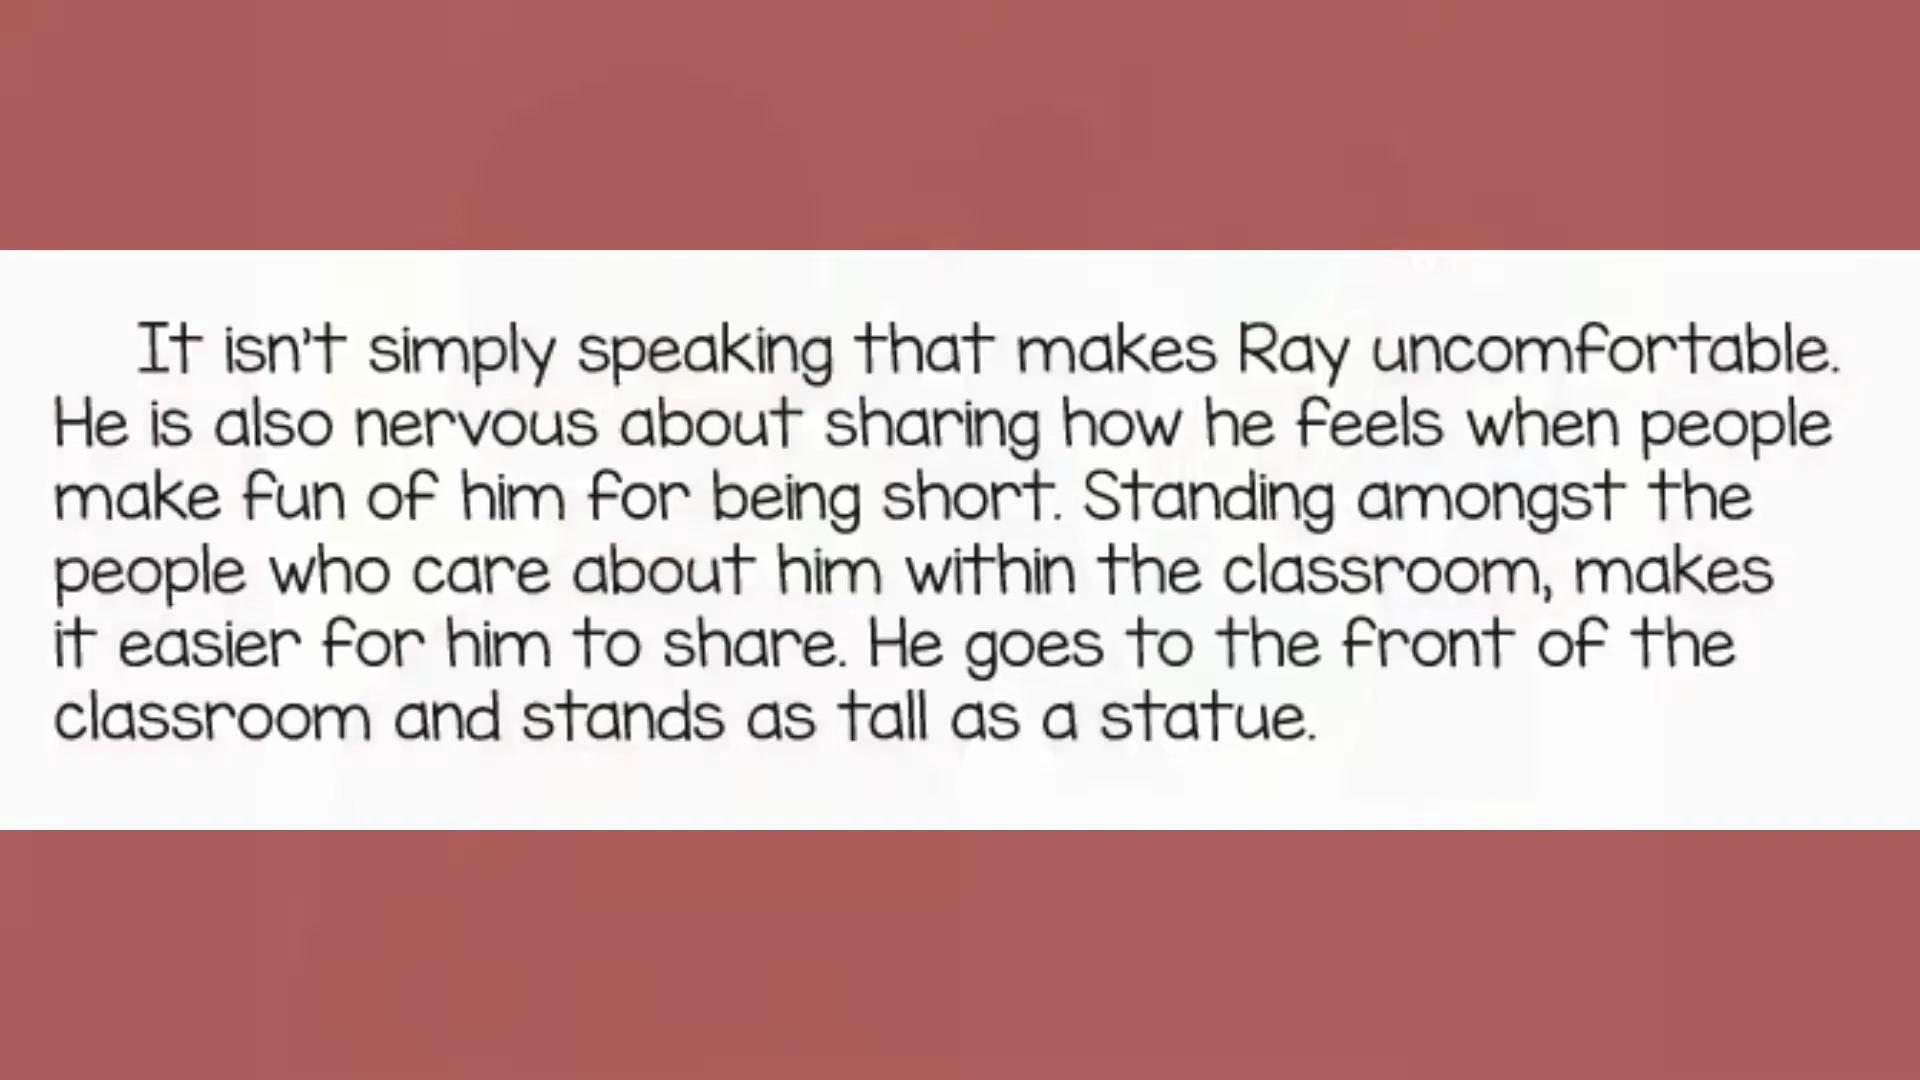 It isn't simply speaking that makes Ray uncomfortable.
He is also nervous about sharing how he feels when people
make fun of him for being short. Standing amongst the
people who care about him within the classroom, makes
it easier for him to share. He goes to the front of the
classroom and stands as tall as a statue.